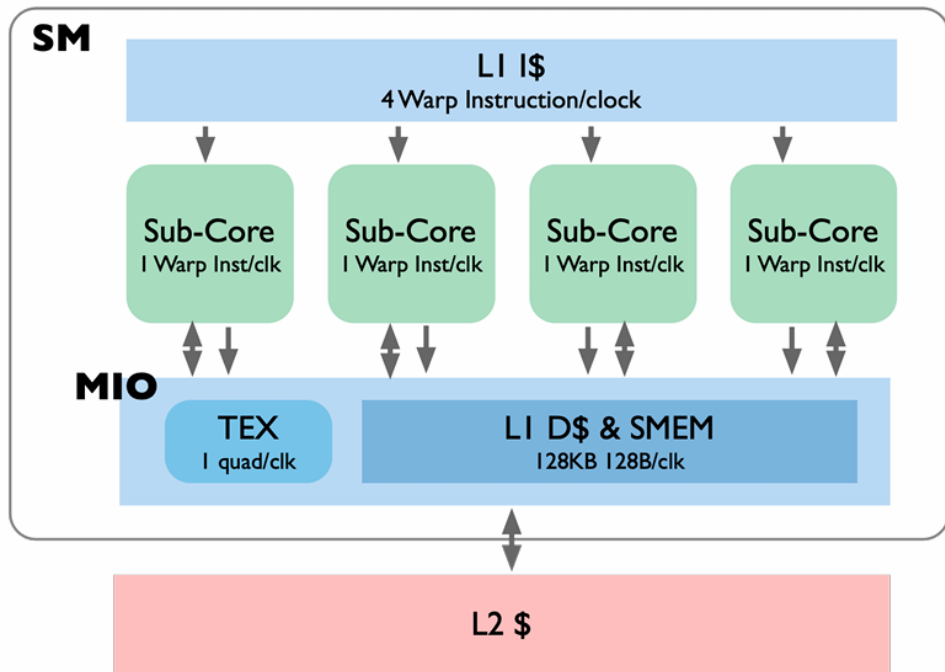 SM
L1 I$
4 Warp Instruction/clock
Sub-Core
1 Warp Inst/clk
Sub-Core
1 Warp Inst/clk
Sub-Core
1 Warp Inst/clk
Sub-Core
1 Warp Inst/clk
MIO
TEX
1 quad/clk
L1 D$ & SMEM
128KB 128B/clk
L2 $